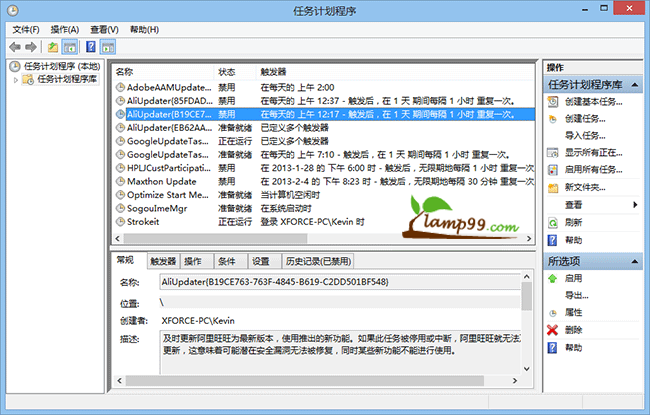 任务计划程序
文件(F) 操作(A) 查看(V) 帮助(H)
任务计划程序 (本地)
任务计划程序库
名称 状态 触发器
AdobeAAMUpdate... 禁用 在每天的 上午 2:00
AliUpdater{85FDAD... 禁用 在每天的 上午 12:37 - 触发后，在 1 天 期间每隔 1 小时 重复一次。
AliUpdater{B19CE7... 禁用 在每天的 上午 12:17 - 触发后，在 1 天 期间每隔 1 小时 重复一次。
AliUpdater{EB62AA... 准备就绪 已定义多个触发器
GoogleUpdateTas... 正在运行 已定义多个触发器
GoogleUpdateTas... 准备就绪 在每天的 上午 7:10 - 触发后，在 1 天 期间每隔 1 小时 重复一次。
HPLJCustParticipati... 禁用 在 2013-1-28 的 下午 6:00 时 - 触发后，无限期地每隔 1 小时 重复一次
Maxthon Update 禁用 在 2013-2-4 的 下午 8:23 时 - 触发后，无限期地每隔 30 分钟 重复一次
Optimize Start Me... 准备就绪 当计算机空闲时
SogouImeMgr 准备就绪 在系统启动时
Strokeit 正在运行 登录 XFORCE-PC\Kevin 时
lamp99.com
常规 触发器 操作 条件 设置 历史记录(已禁用)
名称: AliUpdater{B19CE763-763F-4845-B619-C2DD501BF548}
位置: \
创建者: XFORCE-PC\Kevin
描述: 及时更新阿里旺旺为最新版本，使用推出的新功能。如果此任务被停用或中断，阿里旺旺就无法
更新，这意味着可能潜在安全漏洞无法被修复，同时某些新功能不能进行使用。
操作
任务计划程序库
创建基本任务...
创建任务...
导入任务...
显示所有正在...
启用所有任务...
新文件夹...
查看
刷新
帮助
所选项
启用
导出...
属性
删除
帮助